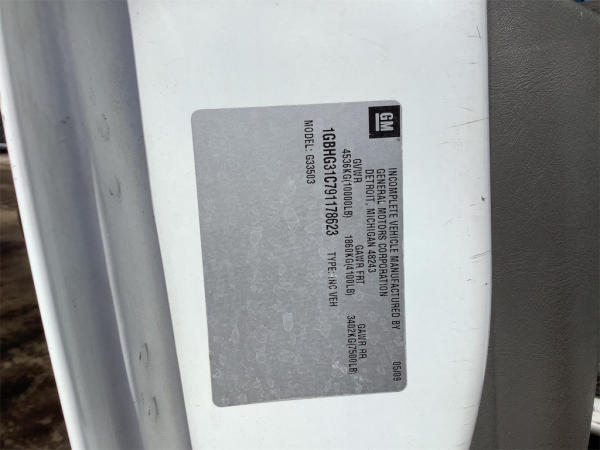 GM
INCOMPLETE VEHICLE MANUFACTURED BY
GENERAL MOTORS CORPORATION
DETROIT, MICHIGAN 48243
05/09
GVWR GAWR FRT GAWR RR
4536KG(10000LB) 1860KG(4100LB) 3402KG(7500LB)
1GBHG31C791178623
MODEL: G33503 TYPE: INC VEH